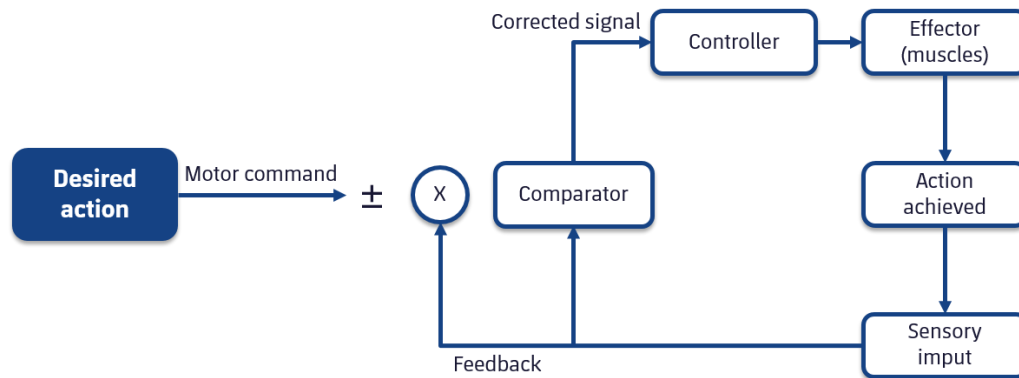 Corrected signal
Controller
Effector
(muscles)
Desired
action
Motor command
±
X
Comparator
Action
achieved
Feedback
Sensory
imput